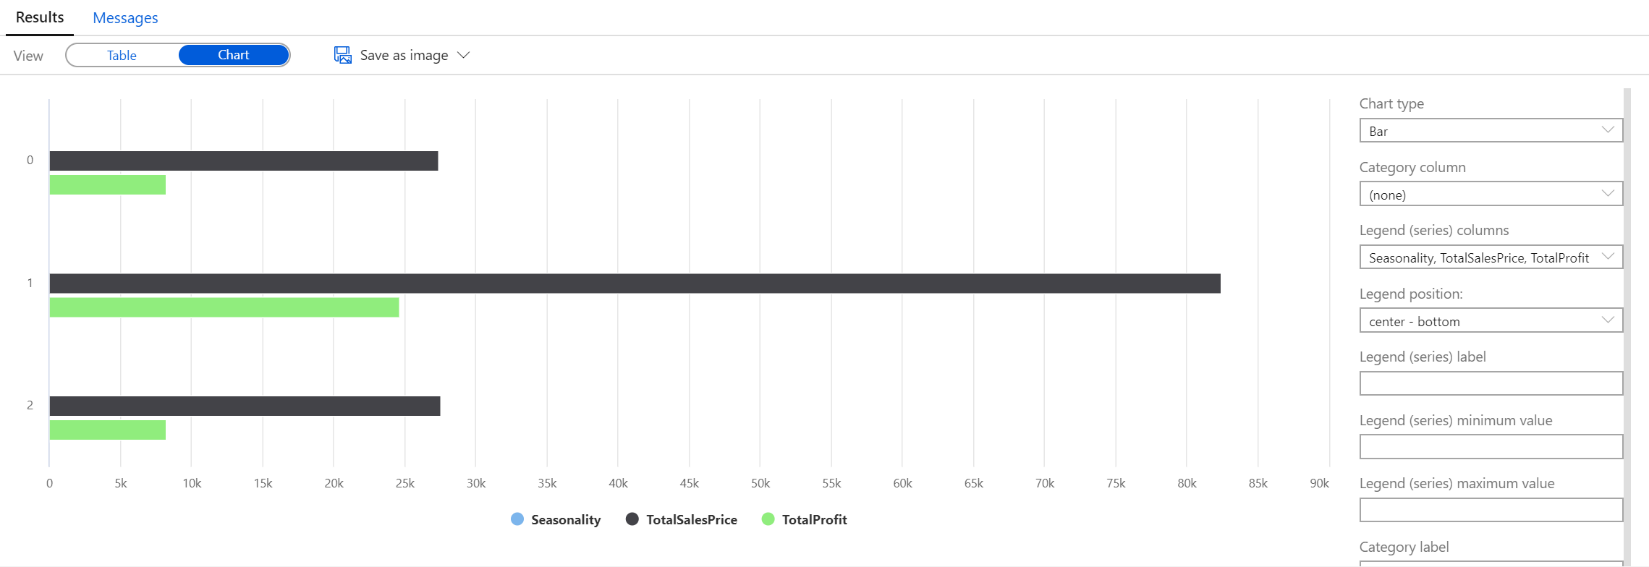 Results Messages
View Table Chart Save as image
Chart type
Bar
Category column
(none)
Legend (series) columns
Seasonality, TotalSalesPrice, TotalProfit
Legend position:
center - bottom
Legend (series) label
Legend (series) minimum value
Legend (series) maximum value
Category label
0
1
2
0 5k 10k 15k 20k 25k 30k 35k 40k 45k 50k 55k 60k 65k 70k 75k 80k 85k 90k
Seasonality TotalSalesPrice TotalProfit